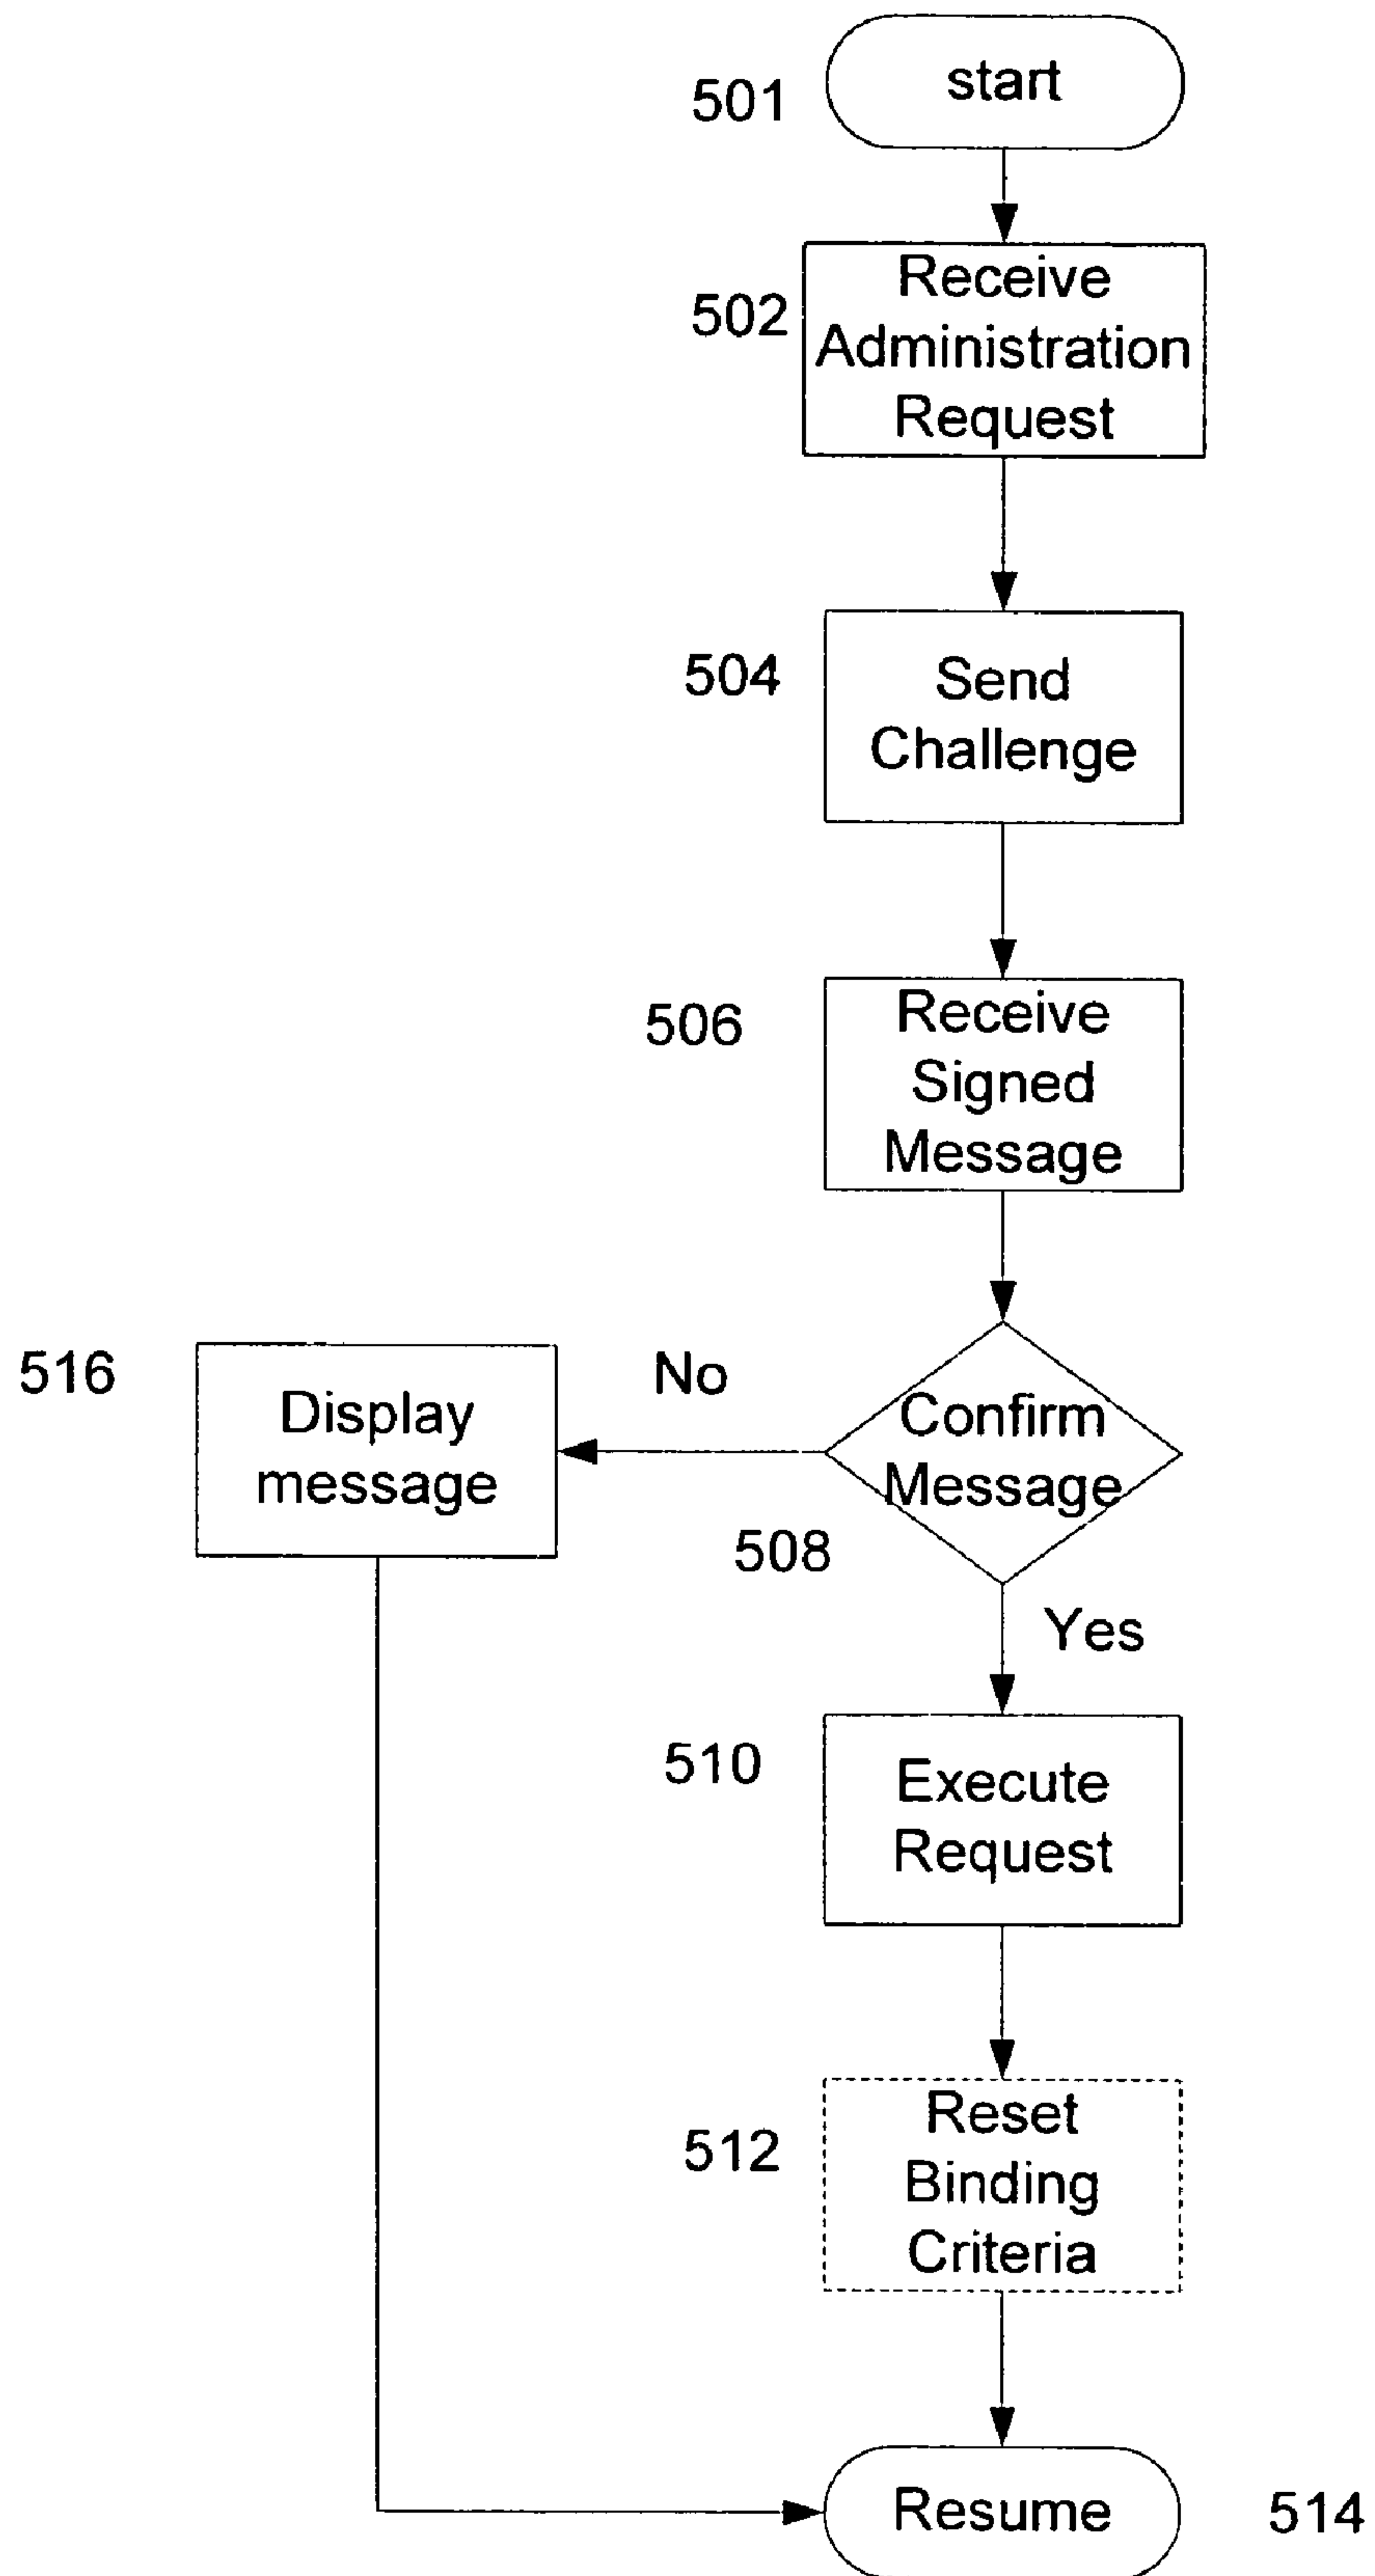 start
501
Receive
Administration
Request
502
Send
Challenge
504
Receive
Signed
Message
506
Confirm
Message
508
No
Display
message
516
Yes
Execute
Request
510
Reset
Binding
Criteria
512
Resume
514